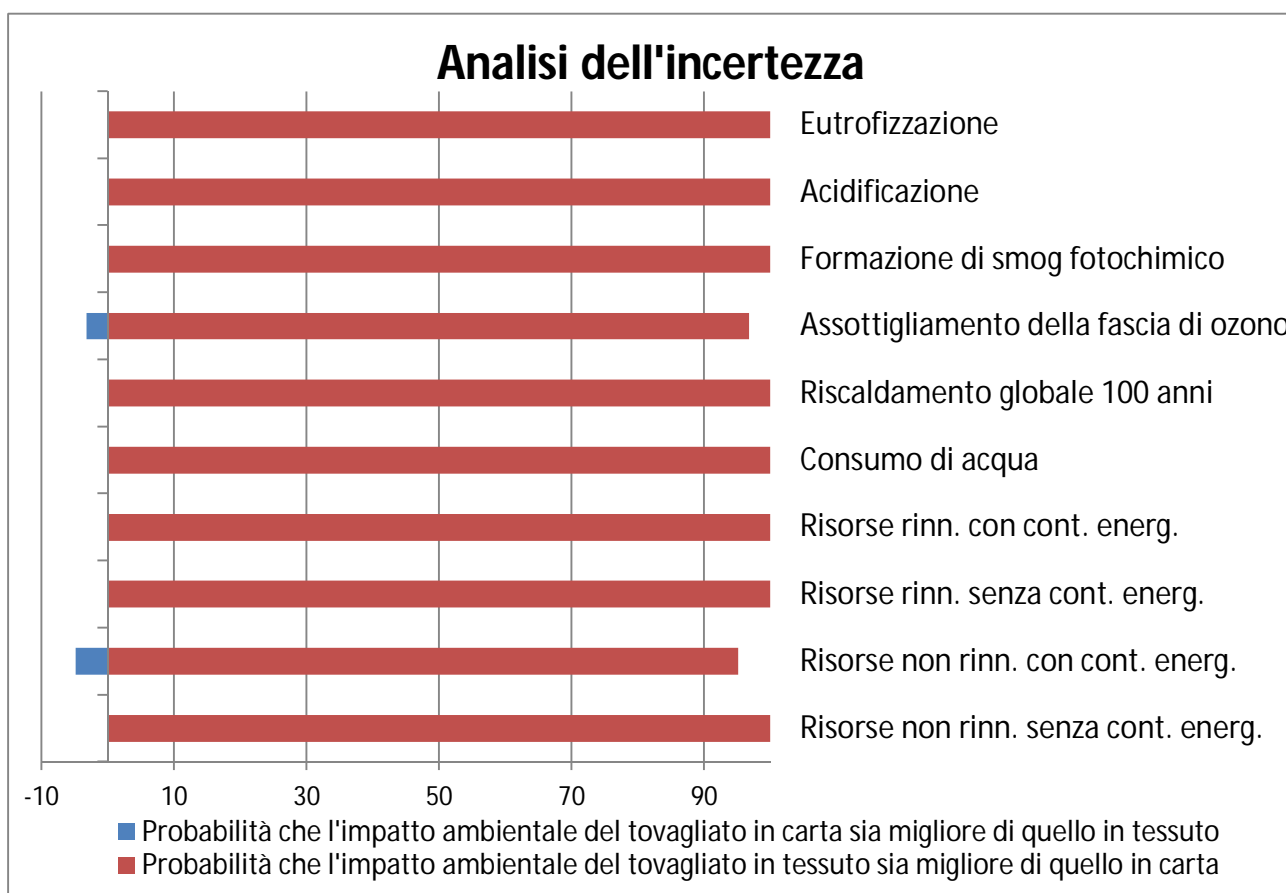 Analisi dell'incertezza
Eutrofizzazione
Acidificazione
Formazione di smog fotochimico
Assottigliamento della fascia di ozono
Riscaldamento globale 100 anni
Consumo di acqua
Risorse rinn. con cont. energ.
Risorse rinn. senza cont. energ.
Risorse non rinn. con cont. energ.
Risorse non rinn. senza cont. energ.
-10 10 30 50 70 90
Probabilità che l'impatto ambientale del tovagliato in carta sia migliore di quello in tessuto
Probabilità che l'impatto ambientale del tovagliato in tessuto sia migliore di quello in carta